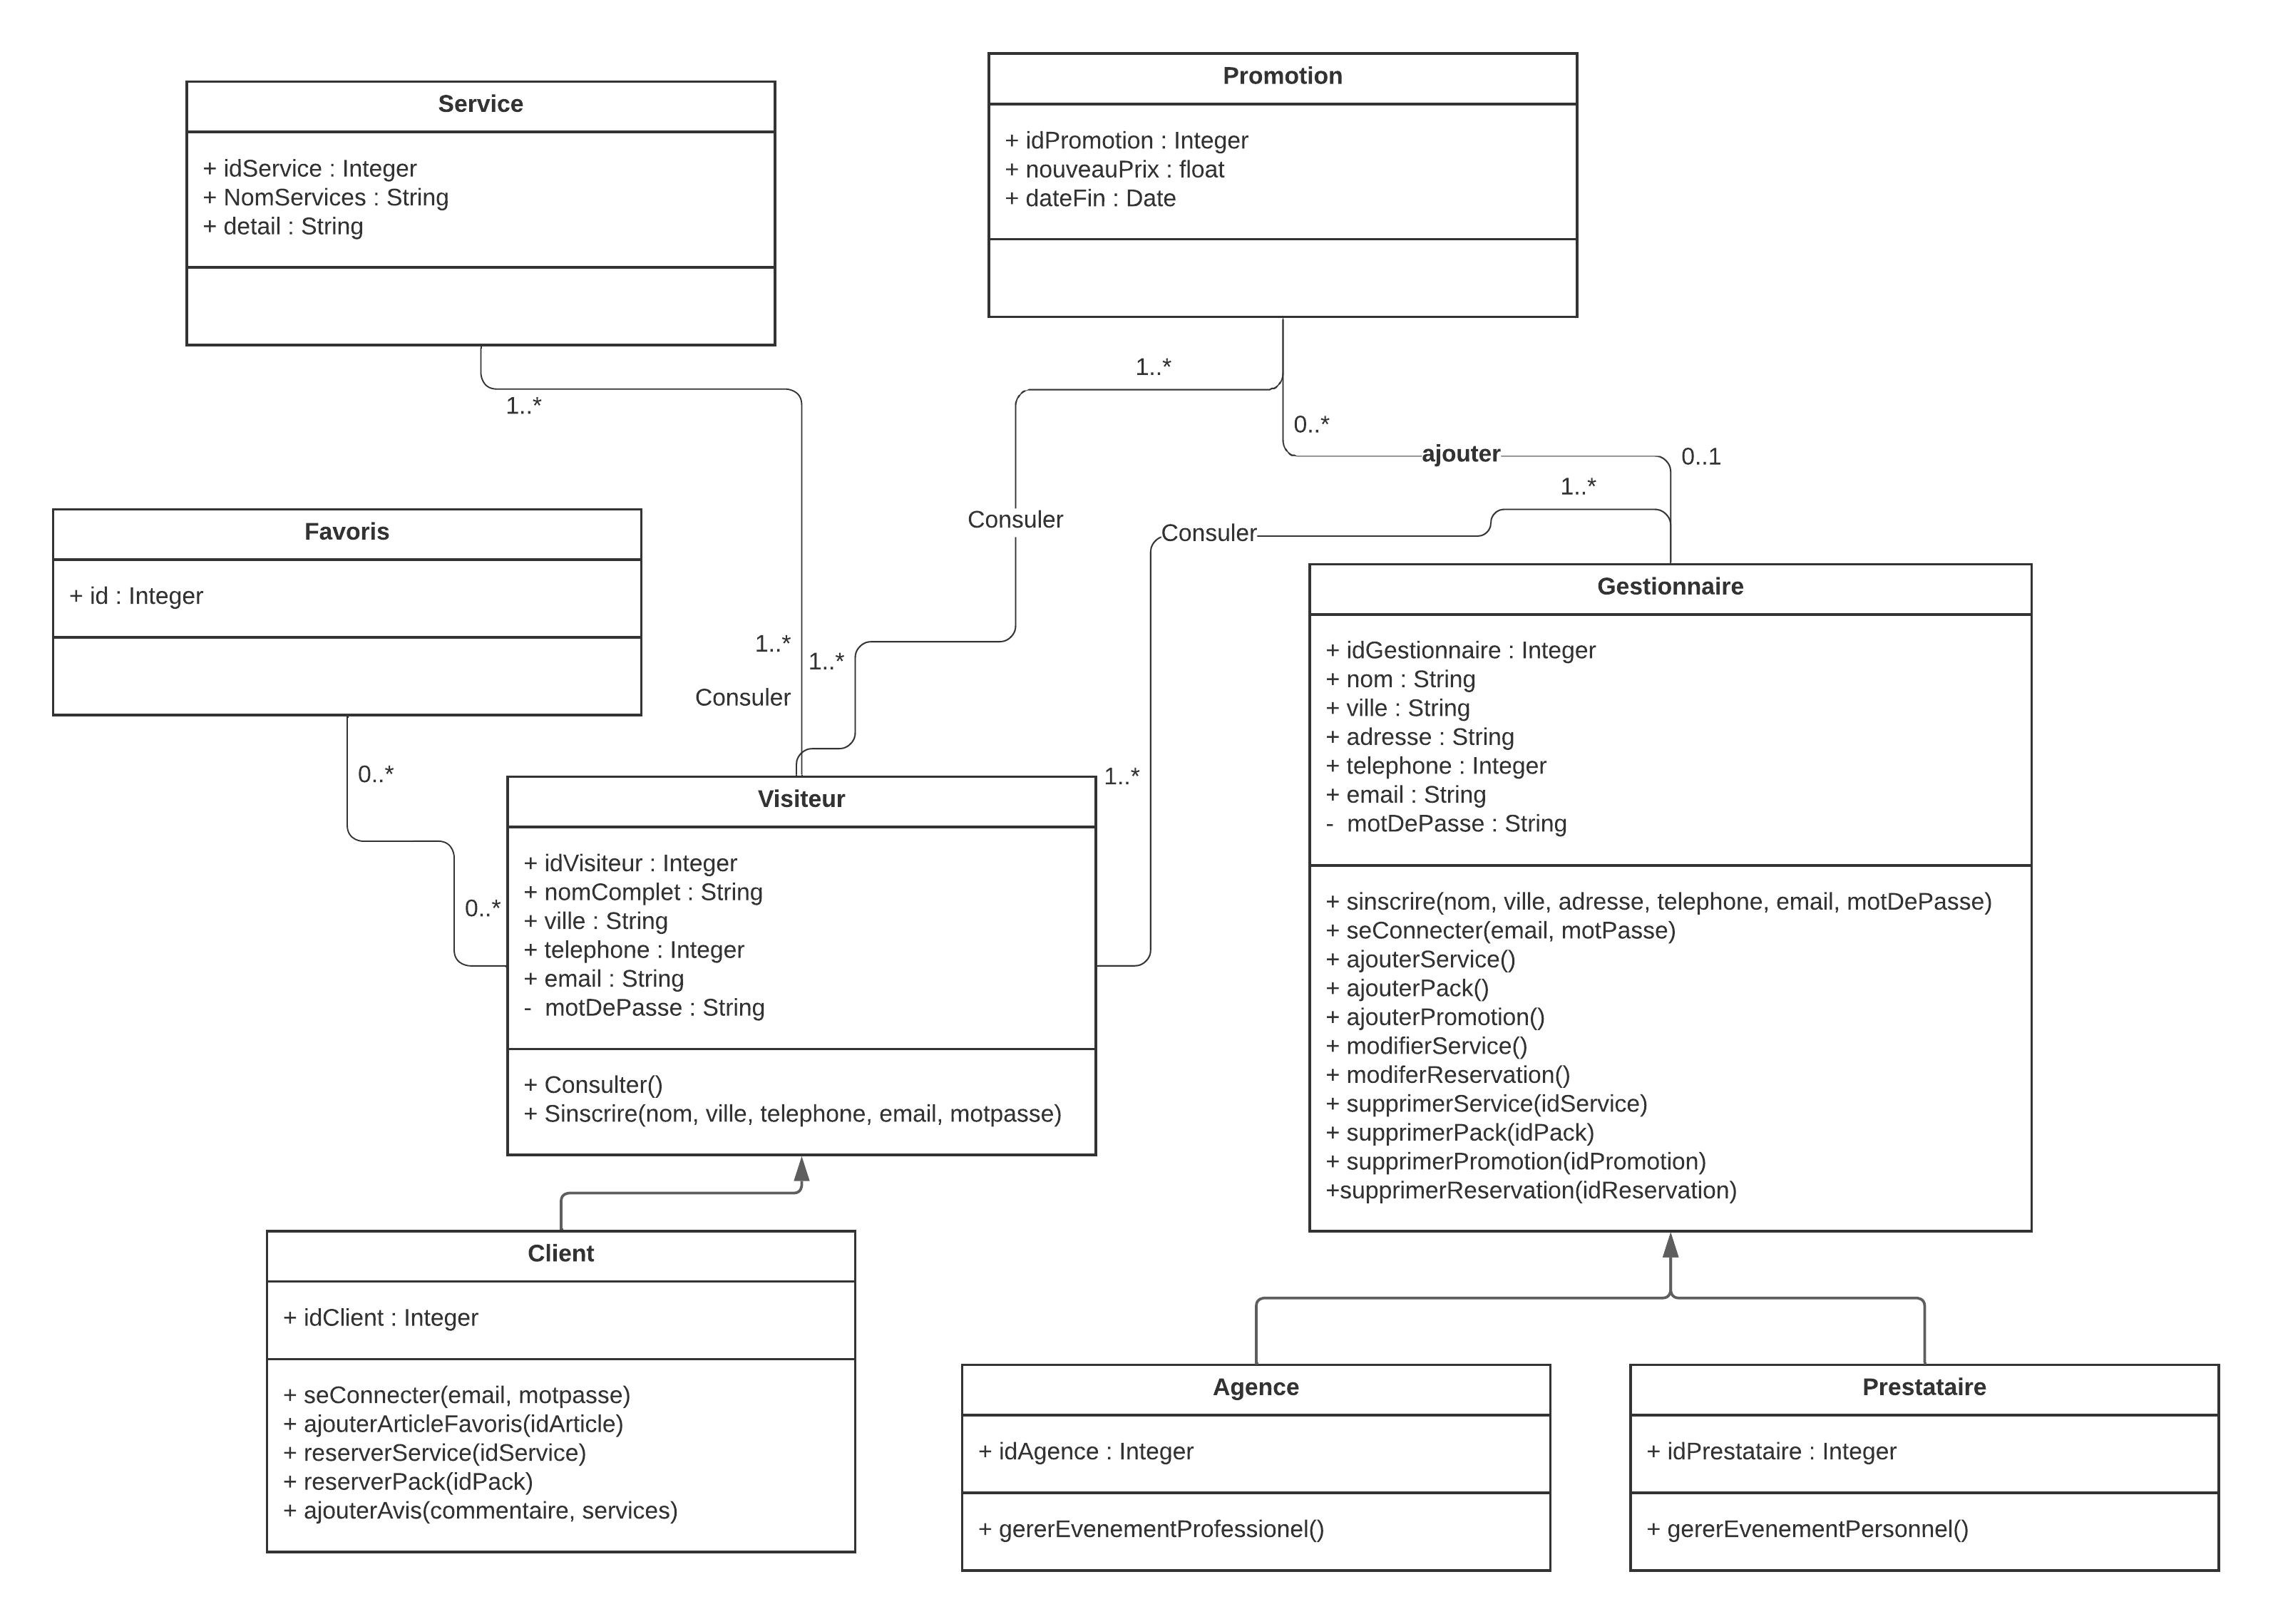 Promotion
+ idPromotion : Integer
+ nouveauPrix : float
+ dateFin : Date
Service
+ idService : Integer
+ NomServices : String
+ detail : String
1..*
1..*
0..*
ajouter
0..1
1..*
Consuler
Consuler
Favoris
+ id : Integer
1..*
1..*
Consuler
0..*
1..*
0..*
Gestionnaire
+ idGestionnaire : Integer
+ nom : String
+ ville : String
+ adresse : String
+ telephone : Integer
+ email : String
- motDePasse : String
+ sinscrire(nom, ville, adresse, telephone, email, motDePasse)
+ seConnecter(email, motPasse)
+ ajouterService()
+ ajouterPack()
+ ajouterPromotion()
+ modifierService()
+ modiferReservation()
+ supprimerService(idService)
+ supprimerPack(idPack)
+ supprimerPromotion(idPromotion)
+supprimerReservation(idReservation)
Visiteur
+ idVisiteur : Integer
+ nomComplet : String
+ ville : String
+ telephone : Integer
+ email : String
- motDePasse : String
+ Consulter()
+ Sinscrire(nom, ville, telephone, email, motpasse)
Client
+ idClient : Integer
+ seConnecter(email, motpasse)
+ ajouterArticleFavoris(idArticle)
+ reserverService(idService)
+ reserverPack(idPack)
+ ajouterAvis(commentaire, services)
Agence
+ idAgence : Integer
+ gererEvenementProfessionel()
Prestataire
+ idPrestataire : Integer
+ gererEvenementPersonnel()